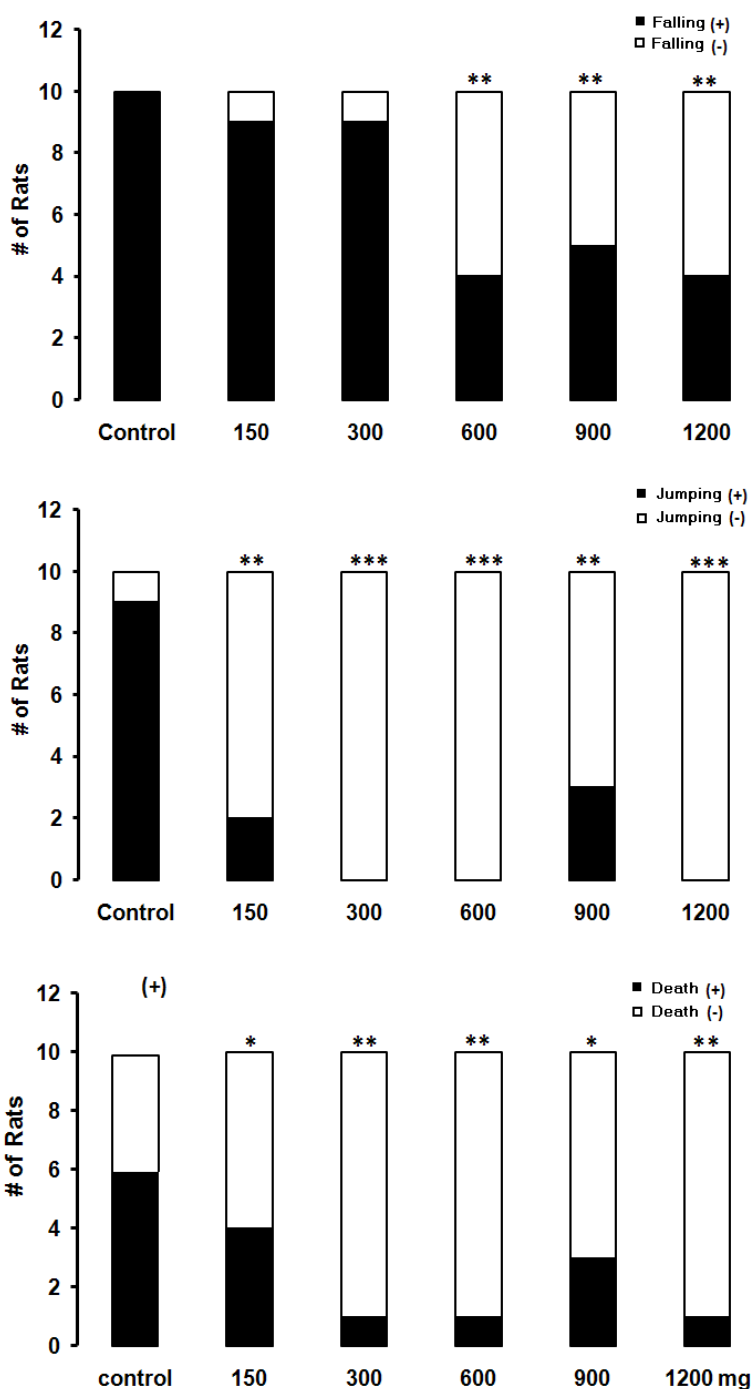 12
Falling (+)
Falling (-)
10
** ** **
8
6
4
2
0
# of Rats
Control 150 300 600 900 1200
12
Jumping (+)
Jumping (-)
10
** *** *** ** ***
8
6
4
2
0
# of Rats
Control 150 300 600 900 1200
12
(+)
Death (+)
Death (-)
10
* ** ** * **
8
6
4
2
0
# of Rats
control 150 300 600 900 1200 mg